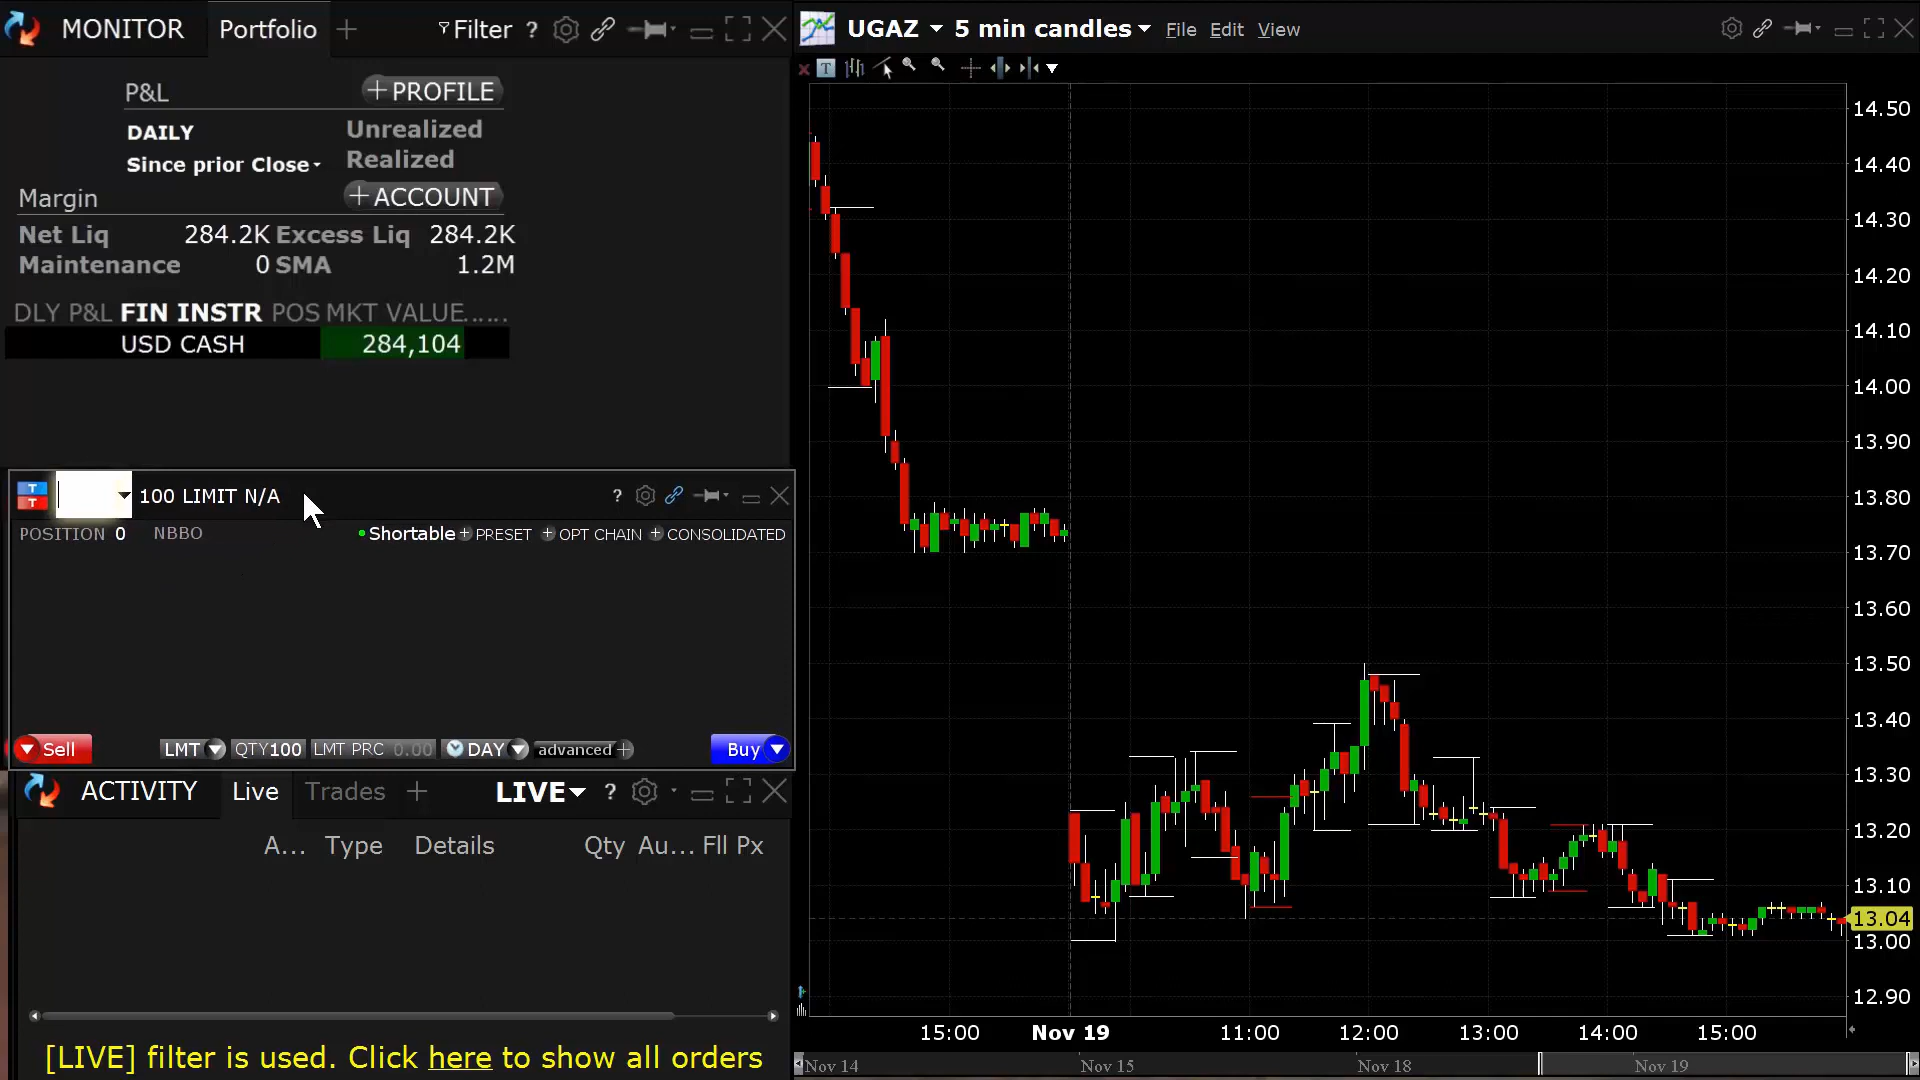 MONITOR Portfolio + Filter ?
P&L + PROFILE
DAILY Unrealized
Since prior Close Realized
Margin + ACCOUNT
Net Liq 284.2K Excess Liq 284.2K
Maintenance 0 SMA 1.2M
DLY P&L FIN INSTR POS MKT VALUE......
USD CASH 284,104
T
T
100 LIMIT N/A ?
POSITION 0 NBBO Shortable + PRESET + OPT CHAIN + CONSOLIDATED
Sell LMT QTY 100 LMT PRC 0.00 DAY advanced + Buy
ACTIVITY Live Trades + LIVE ?
A... Type Details Qty Au... Fll Px
[LIVE] filter is used. Click here to show all orders
UGAZ 5 min candles File Edit View
T
14.50
14.40
14.30
14.20
14.10
14.00
13.90
13.80
13.70
13.60
13.50
13.40
13.30
13.20
13.10
13.04
13.00
12.90
15:00 Nov 19 11:00 12:00 13:00 14:00 15:00
Nov 14 Nov 15 Nov 18 Nov 19